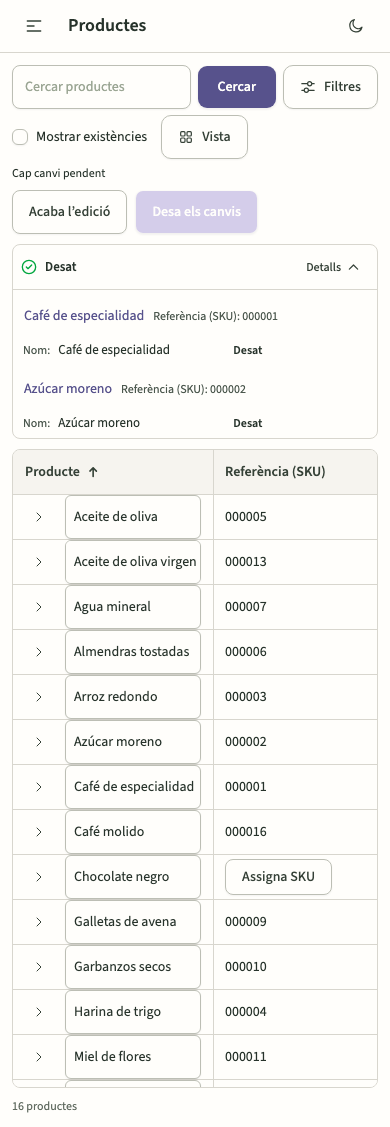 Productes
Cercar productes
Cercar
Filtres
Mostrar existències
Vista
Cap canvi pendent
Acaba l'edició
Desa els canvis
Desat
Detalls
Café de especialidad Referència (SKU): 000001
Nom: Café de especialidad Desat
Azúcar moreno Referència (SKU): 000002
Nom: Azúcar moreno Desat
Producte ↑ Referència (SKU)
Aceite de oliva 000005
Aceite de oliva virgen 000013
Agua mineral 000007
Almendras tostadas 000006
Arroz redondo 000003
Azúcar moreno 000002
Café de especialidad 000001
Café molido 000016
Chocolate negro Assigna SKU
Galletas de avena 000009
Garbanzos secos 000010
Harina de trigo 000004
Miel de flores 000011
16 productes